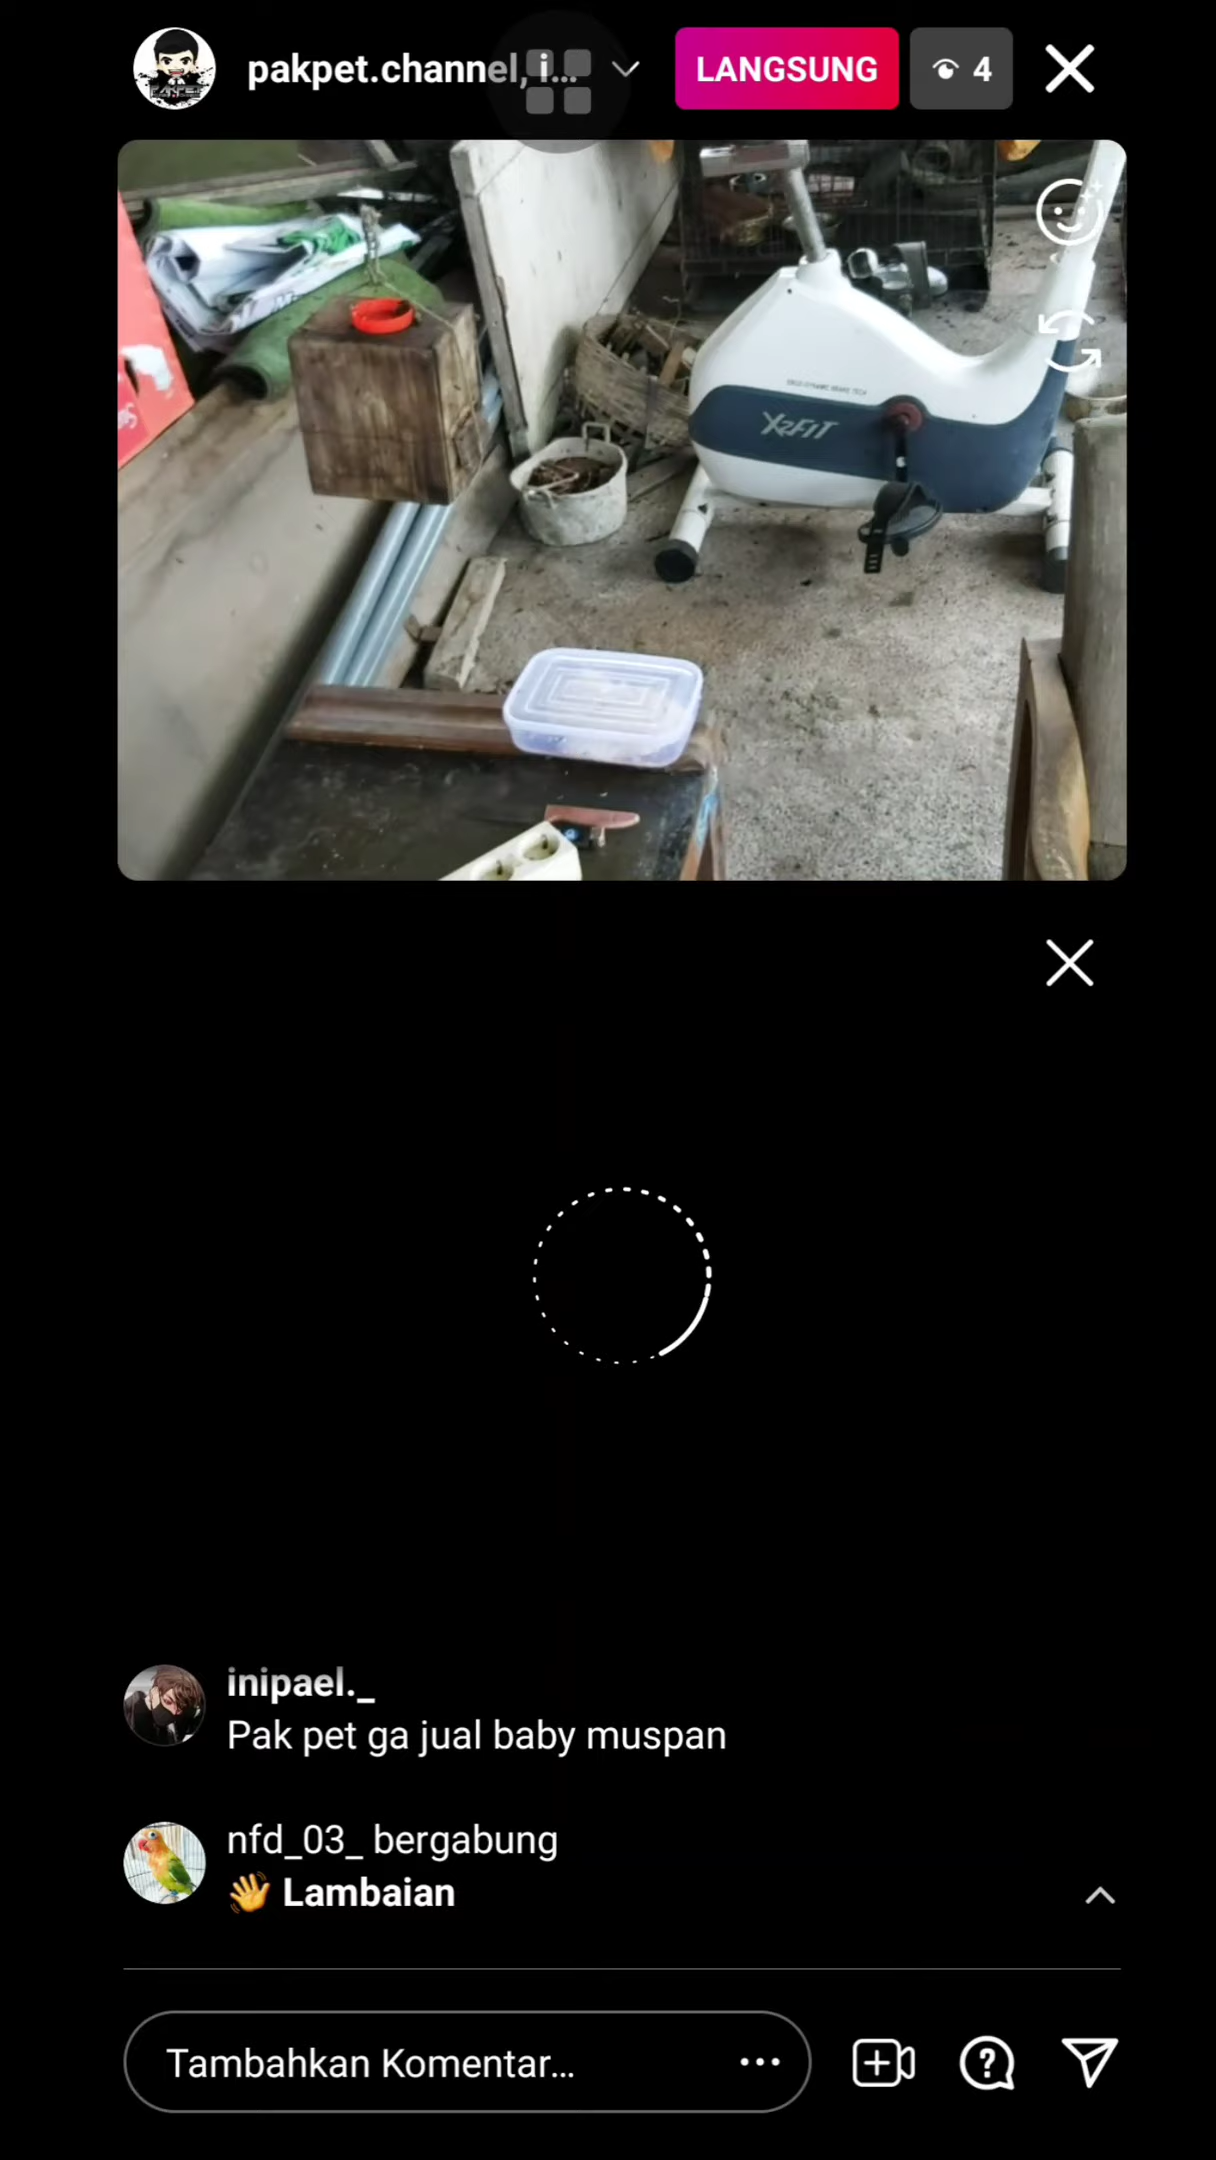 pakpet.channel, i...
LANGSUNG
4
X2FIT
inipael._
Pak pet ga jual baby muspan
nfd_03_ bergabung
👋 Lambaian
Tambahkan Komentar...